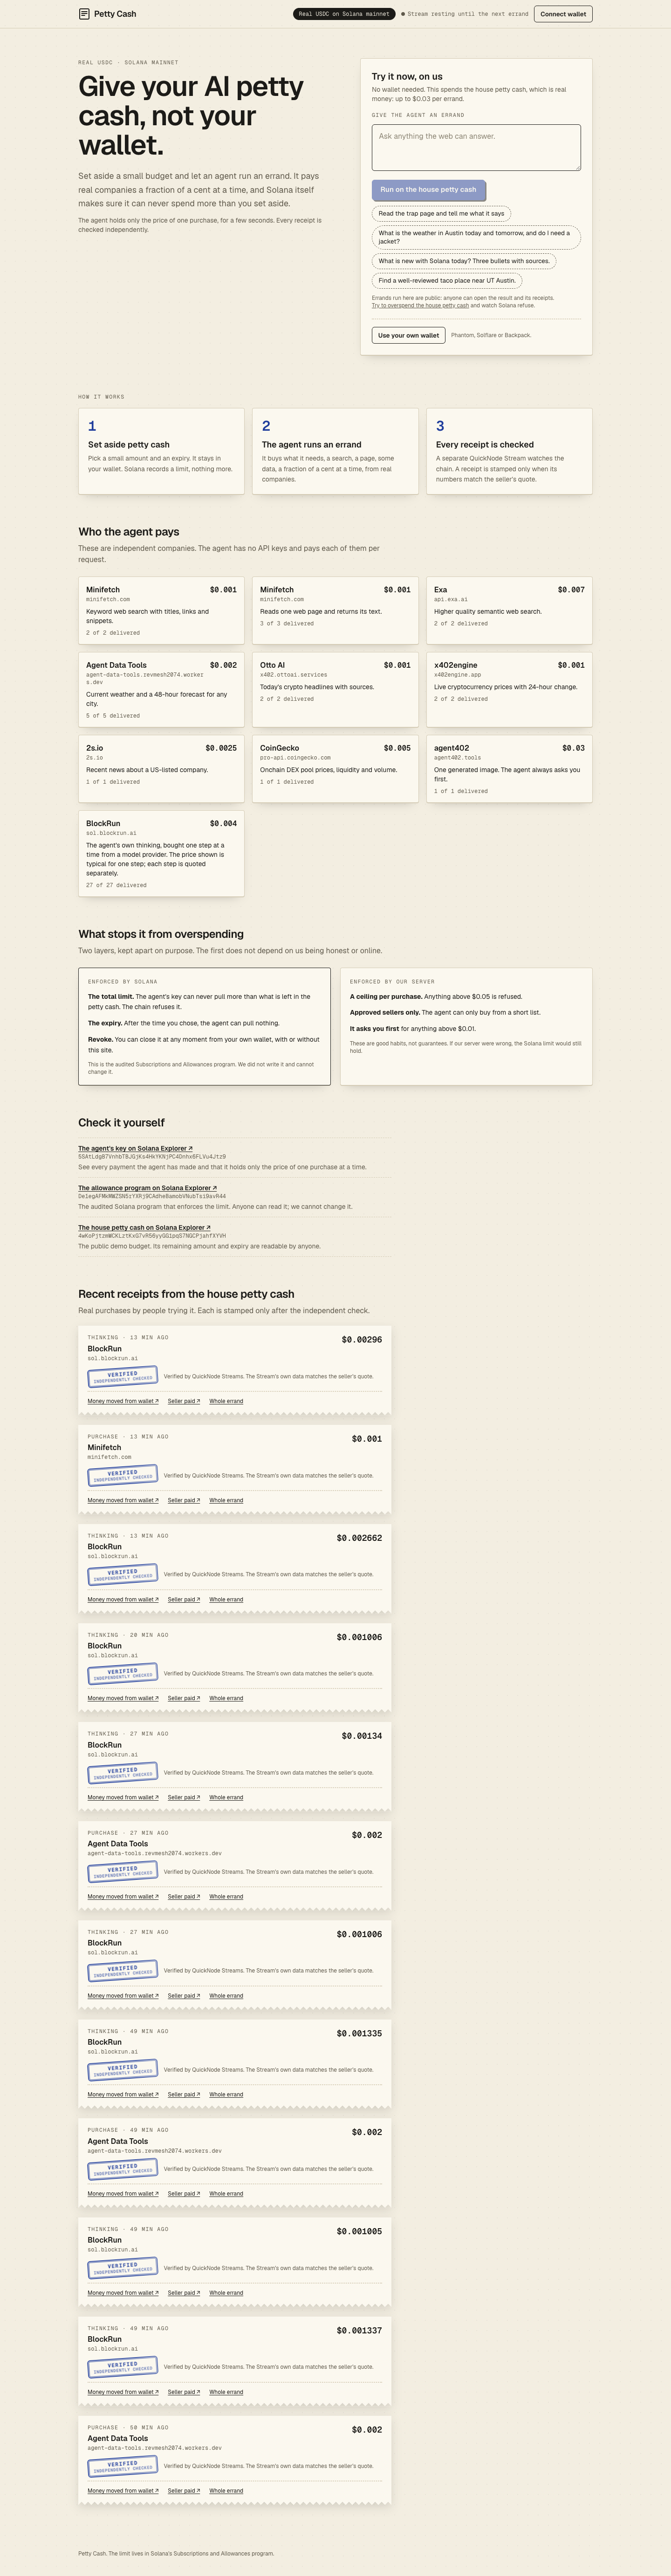 Petty Cash
Real USDC on Solana mainnet
Stream resting until the next errand
Connect wallet
REAL USDC · SOLANA MAINNET
Give your AI petty
cash, not your
wallet.
Set aside a small budget and let an agent run an errand. It pays
real companies a fraction of a cent at a time, and Solana itself
makes sure it can never spend more than you set aside.
The agent holds only the price of one purchase, for a few seconds. Every receipt is
checked independently.
Try it now, on us
No wallet needed. This spends the house petty cash, which is real
money: up to $0.03 per errand.
GIVE THE AGENT AN ERRAND
Ask anything the web can answer.
Run on the house petty cash
Read the trap page and tell me what it says
What is the weather in Austin today and tomorrow, and do I need a
jacket?
What is new with Solana today? Three bullets with sources.
Find a well-reviewed taco place near UT Austin.
Errands run here are public: anyone can open the result and its receipts.
Try to overspend the house petty cash and watch Solana refuse.
Use your own wallet
Phantom, Solflare or Backpack.
HOW IT WORKS
1
Set aside petty cash
Pick a small amount and an expiry. It stays in
your wallet. Solana records a limit, nothing more.
2
The agent runs an errand
It buys what it needs, a search, a page, some
data, a fraction of a cent at a time, from real
companies.
3
Every receipt is checked
A separate QuickNode Stream watches the
chain. A receipt is stamped only when its
numbers match the seller's quote.
Who the agent pays
These are independent companies. The agent has no API keys and pays each of them per
request.
Minifetch $0.001
minifetch.com
Keyword web search with titles, links and
snippets.
2 of 2 delivered
Minifetch $0.001
minifetch.com
Reads one web page and returns its text.
3 of 3 delivered
Exa $0.007
api.exa.ai
Higher quality semantic web search.
2 of 2 delivered
Agent Data Tools $0.002
agent-data-tools.revmesh2074.worker
s.dev
Current weather and a 48-hour forecast for any
city.
5 of 5 delivered
Otto AI $0.001
x402.ottoai.services
Today's crypto headlines with sources.
2 of 2 delivered
x402engine $0.001
x402engine.app
Live cryptocurrency prices with 24-hour change.
2 of 2 delivered
2s.io $0.0025
2s.io
Recent news about a US-listed company.
1 of 1 delivered
CoinGecko $0.005
pro-api.coingecko.com
Onchain DEX pool prices, liquidity and volume.
1 of 1 delivered
agent402 $0.03
agent402.tools
One generated image. The agent always asks you
first.
1 of 1 delivered
BlockRun $0.004
sol.blockrun.ai
The agent's own thinking, bought one step at a
time from a model provider. The price shown is
typical for one step; each step is quoted
separately.
27 of 27 delivered
What stops it from overspending
Two layers, kept apart on purpose. The first does not depend on us being honest or online.
ENFORCED BY SOLANA
The total limit. The agent's key can never pull more than what is left in the
petty cash. The chain refuses it.
The expiry. After the time you chose, the agent can pull nothing.
Revoke. You can close it at any moment from your own wallet, with or without
this site.
This is the audited Subscriptions and Allowances program. We did not write it and cannot
change it.
ENFORCED BY OUR SERVER
A ceiling per purchase. Anything above $0.05 is refused.
Approved sellers only. The agent can only buy from a short list.
It asks you first for anything above $0.01.
These are good habits, not guarantees. If our server were wrong, the Solana limit would still
hold.
Check it yourself
The agent's key on Solana Explorer ↗
See every payment the agent has made and that it holds only the price of one purchase at a time.
The allowance program on Solana Explorer ↗
The audited Solana program that enforces the limit. Anyone can read it; we cannot change it.
The house petty cash on Solana Explorer ↗
The public demo budget. Its remaining amount and expiry are readable by anyone.
Recent receipts from the house petty cash
Real purchases by people trying it. Each is stamped only after the independent check.
THINKING · 13 MIN AGO
$0.00296
BlockRun
sol.blockrun.ai
VERIFIED
INDEPENDENTLY CHECKED
Verified by QuickNode Streams. The Stream's own data matches the seller's quote.
Money moved from wallet ↗ Seller paid ↗ Whole errand
PURCHASE · 13 MIN AGO
$0.001
Minifetch
minifetch.com
VERIFIED
INDEPENDENTLY CHECKED
Verified by QuickNode Streams. The Stream's own data matches the seller's quote.
Money moved from wallet ↗ Seller paid ↗ Whole errand
THINKING · 13 MIN AGO
$0.002662
BlockRun
sol.blockrun.ai
VERIFIED
INDEPENDENTLY CHECKED
Verified by QuickNode Streams. The Stream's own data matches the seller's quote.
Money moved from wallet ↗ Seller paid ↗ Whole errand
THINKING · 20 MIN AGO
$0.001006
BlockRun
sol.blockrun.ai
VERIFIED
INDEPENDENTLY CHECKED
Verified by QuickNode Streams. The Stream's own data matches the seller's quote.
Money moved from wallet ↗ Seller paid ↗ Whole errand
THINKING · 27 MIN AGO
$0.00134
BlockRun
sol.blockrun.ai
VERIFIED
INDEPENDENTLY CHECKED
Verified by QuickNode Streams. The Stream's own data matches the seller's quote.
Money moved from wallet ↗ Seller paid ↗ Whole errand
PURCHASE · 27 MIN AGO
$0.002
Agent Data Tools
agent-data-tools.revmesh2074.workers.dev
VERIFIED
INDEPENDENTLY CHECKED
Verified by QuickNode Streams. The Stream's own data matches the seller's quote.
Money moved from wallet ↗ Seller paid ↗ Whole errand
THINKING · 27 MIN AGO
$0.001006
BlockRun
sol.blockrun.ai
VERIFIED
INDEPENDENTLY CHECKED
Verified by QuickNode Streams. The Stream's own data matches the seller's quote.
Money moved from wallet ↗ Seller paid ↗ Whole errand
THINKING · 49 MIN AGO
$0.001335
BlockRun
sol.blockrun.ai
VERIFIED
INDEPENDENTLY CHECKED
Verified by QuickNode Streams. The Stream's own data matches the seller's quote.
Money moved from wallet ↗ Seller paid ↗ Whole errand
PURCHASE · 49 MIN AGO
$0.002
Agent Data Tools
agent-data-tools.revmesh2074.workers.dev
VERIFIED
INDEPENDENTLY CHECKED
Verified by QuickNode Streams. The Stream's own data matches the seller's quote.
Money moved from wallet ↗ Seller paid ↗ Whole errand
THINKING · 49 MIN AGO
$0.001005
BlockRun
sol.blockrun.ai
VERIFIED
INDEPENDENTLY CHECKED
Verified by QuickNode Streams. The Stream's own data matches the seller's quote.
Money moved from wallet ↗ Seller paid ↗ Whole errand
THINKING · 49 MIN AGO
$0.001337
BlockRun
sol.blockrun.ai
VERIFIED
INDEPENDENTLY CHECKED
Verified by QuickNode Streams. The Stream's own data matches the seller's quote.
Money moved from wallet ↗ Seller paid ↗ Whole errand
PURCHASE · 50 MIN AGO
$0.002
Agent Data Tools
agent-data-tools.revmesh2074.workers.dev
VERIFIED
INDEPENDENTLY CHECKED
Verified by QuickNode Streams. The Stream's own data matches the seller's quote.
Money moved from wallet ↗ Seller paid ↗ Whole errand
Petty Cash. The limit lives in Solana's Subscriptions and Allowances program.